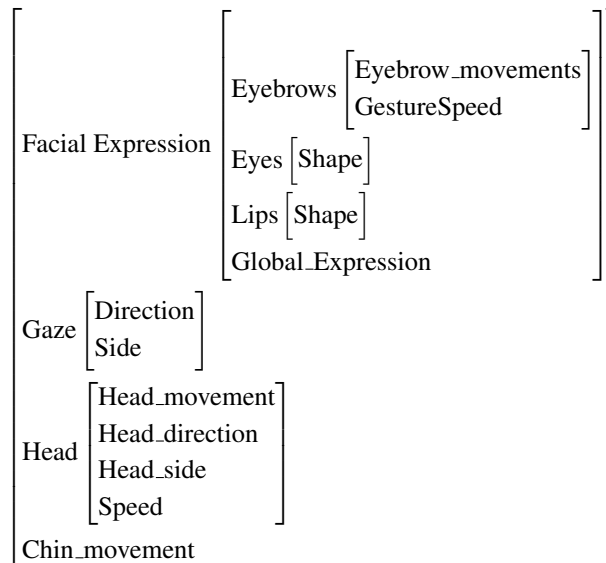 Eyebrow_movements
Eyebrows
GestureSpeed
Facial Expression
Eyes [Shape]
Lips [Shape]
Global_Expression
Direction
Gaze
Side
Head_movement
Head_direction
Head
Head_side
Speed
Chin_movement